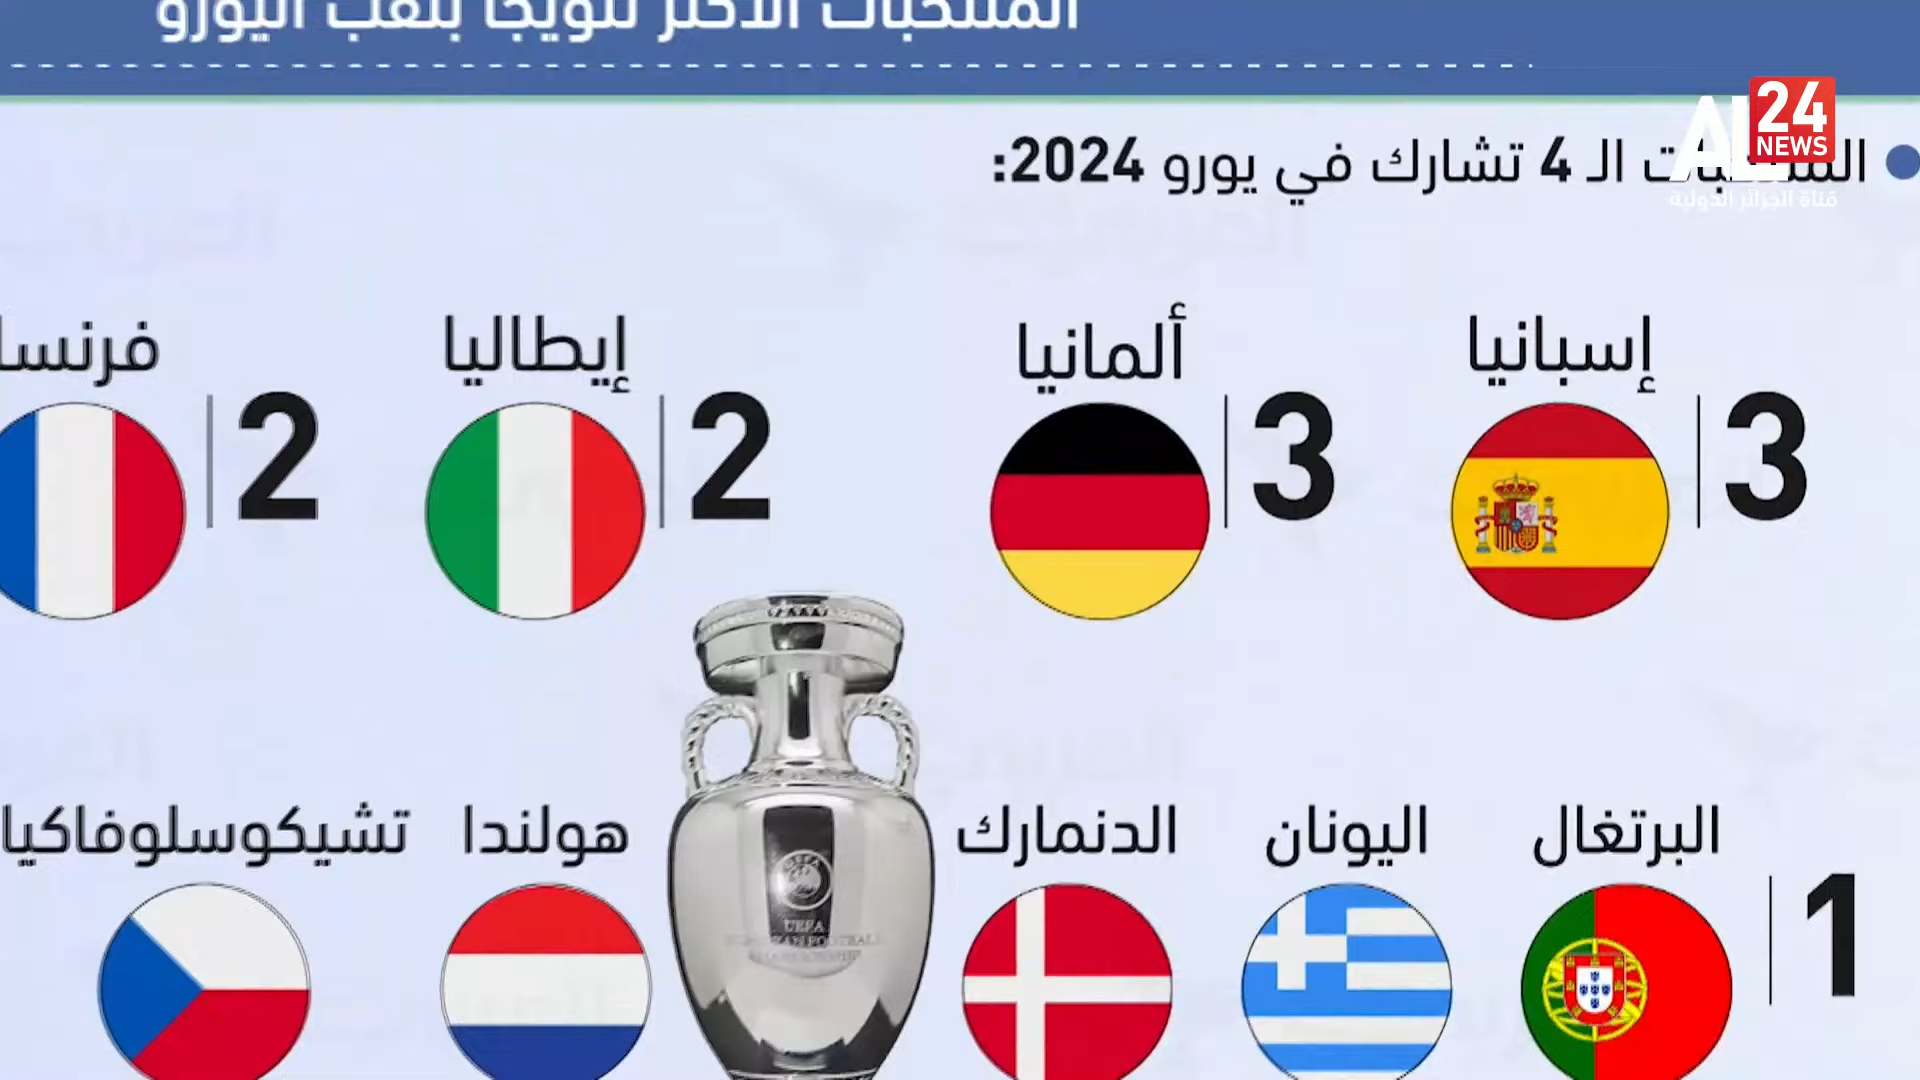 المنتخبات الأكثر تتويجا بلقب اليورو
AL 24 NEWS
قناة الجزائر الدولية
الـ 4 تشارك في يورو 2024:
إسبانيا
3
ألمانيا
3
إيطاليا
2
فرنسا
2
البرتغال
1
اليونان
الدنمارك
هولندا
تشيكوسلوفاكيا
UEFA
UEFA